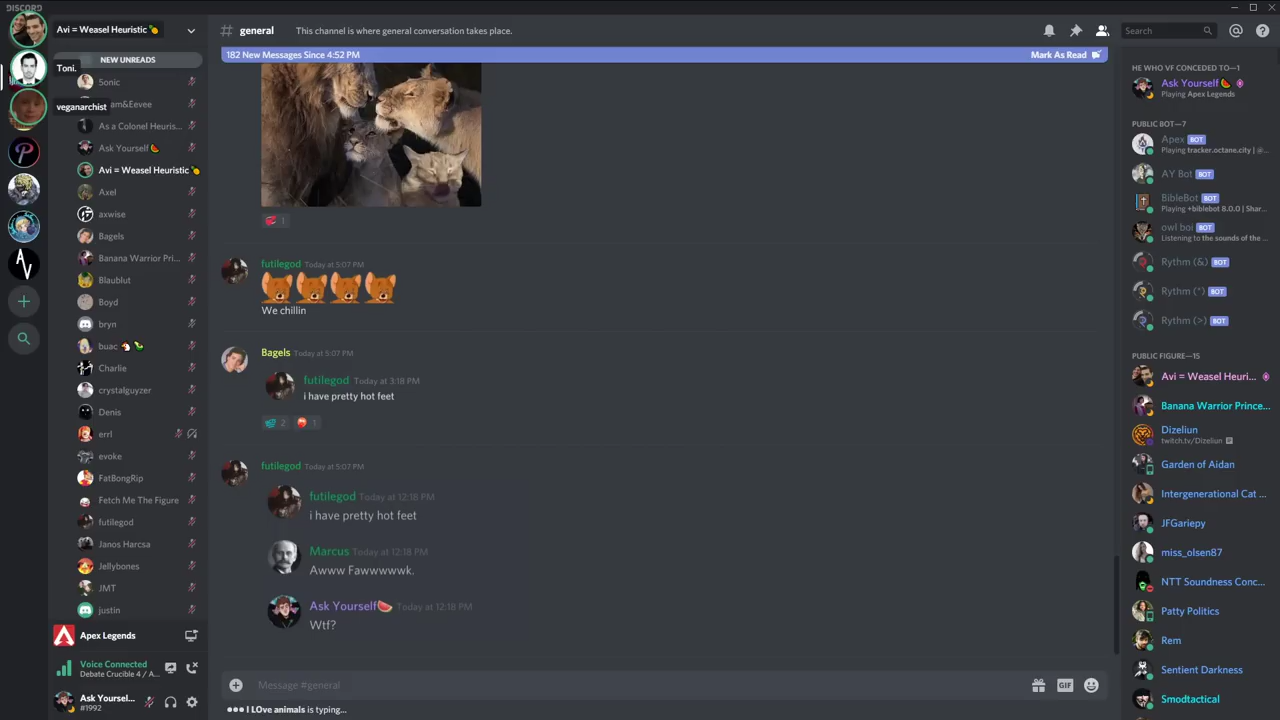 DISCORD
Avi = Weasel Heuristic
# general
This channel is where general conversation takes place.
Search
182 New Messages Since 4:52 PM
Mark As Read
NEW UNREADS
Toni.
veganarchist
5onic
am&Eevee
As a Colonel Heuris...
Ask Yourself
Avi = Weasel Heuristic
Axel
axwise
Bagels
Banana Warrior Pri...
Blaublut
Boyd
bryn
buac
Charlie
crystalguyzer
Denis
errl
evoke
FatBongRip
Fetch Me The Figure
futilegod
Janos Harcsa
Jellybones
JMT
justin
Apex Legends
Voice Connected
Debate Crucible 4 / A...
Ask Yoursel...
#1992
1
futilegod Today at 5:07 PM
We chillin
Bagels Today at 5:07 PM
futilegod Today at 3:18 PM
i have pretty hot feet
2 1
futilegod Today at 5:07 PM
futilegod Today at 12:18 PM
i have pretty hot feet
Marcus Today at 12:18 PM
Awww Fawwwwwk.
Ask Yourself Today at 12:18 PM
Wtf?
Message #general
GIF
I LOve animals is typing...
HE WHO VF CONCEDED TO—1
Ask Yourself
Playing Apex Legends
PUBLIC BOT—7
Apex BOT
Playing tracker.octane.city | @...
AY Bot BOT
BibleBot BOT
Playing +biblebot 8.0.0 | Shar...
owl boi BOT
Listening to the sounds of the...
Rythm (&) BOT
Rythm (*) BOT
Rythm (>) BOT
PUBLIC FIGURE—15
Avi = Weasel Heuri...
Banana Warrior Prince...
Dizeliun
twitch.tv/Dizeliun
Garden of Aidan
Intergenerational Cat ...
JFGariepy
miss_olsen87
NTT Soundness Conc...
Patty Politics
Rem
Sentient Darkness
Smodtactical